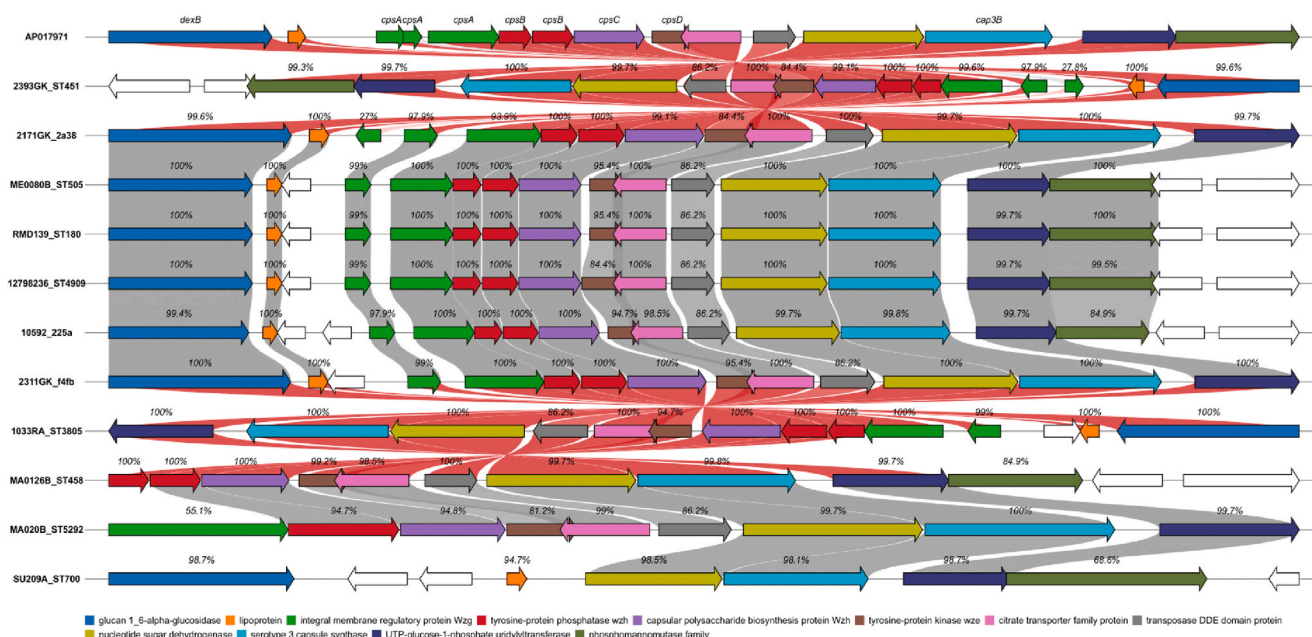 dexB cpsA cpsA cpsA cpsB cpsB cpsC cpsD cap3B
AP017971
99.3% 99.7% 100% 99.7% 86.2% 100% 84.4% 99.1% 100% 100% 99.6% 97.9% 27.8% 100% 99.6%
2393GK_ST451
99.6% 100% 27% 97.9% 93.9% 100% 100% 99.1% 84.4% 100% 100% 99.7% 100% 99.7%
2171GK_2a38
100% 100% 99% 100% 100% 100% 100% 95.4% 100% 86.2% 100% 100% 100% 100%
ME0080B_ST505
100% 100% 99% 100% 100% 100% 100% 95.4% 100% 86.2% 100% 100% 99.7% 100%
RMD139_ST180
100% 100% 99% 100% 100% 100% 100% 84.4% 100% 86.2% 100% 100% 99.7% 99.5%
12798236_ST4909
99.4% 100% 97.9% 100% 100% 100% 100% 94.7% 98.5% 86.2% 99.7% 99.8% 99.7% 84.9%
10592_225a
100% 100% 99% 100% 100% 100% 100% 95.4% 100% 86.2% 100% 100% 100%
2311GK_f4fb
100% 100% 100% 86.2% 100% 94.7% 100% 100% 100% 100% 99% 100% 100%
1033RA_ST3805
100% 100% 100% 99.2% 98.5% 100% 99.7% 99.8% 99.7% 84.9%
MA0126B_ST458
55.1% 94.7% 94.8% 81.2% 99% 86.2% 99.7% 100% 99.7%
MA020B_ST5292
98.7% 94.7% 98.5% 98.1% 98.7% 68.6%
SU209A_ST700
glucan 1_6-alpha-glucosidase lipoprotein integral membrane regulatory protein Wzg tyrosine-protein phosphatase wzh capsular polysaccharide biosynthesis protein Wzh tyrosine-protein kinase wze citrate transporter family protein transposase DDE domain protein
nucleotide sugar dehydrogenase serotype 3 capsule synthase UTP-glucose-1-phosphate uridylyltransferase phosphomannomutase family